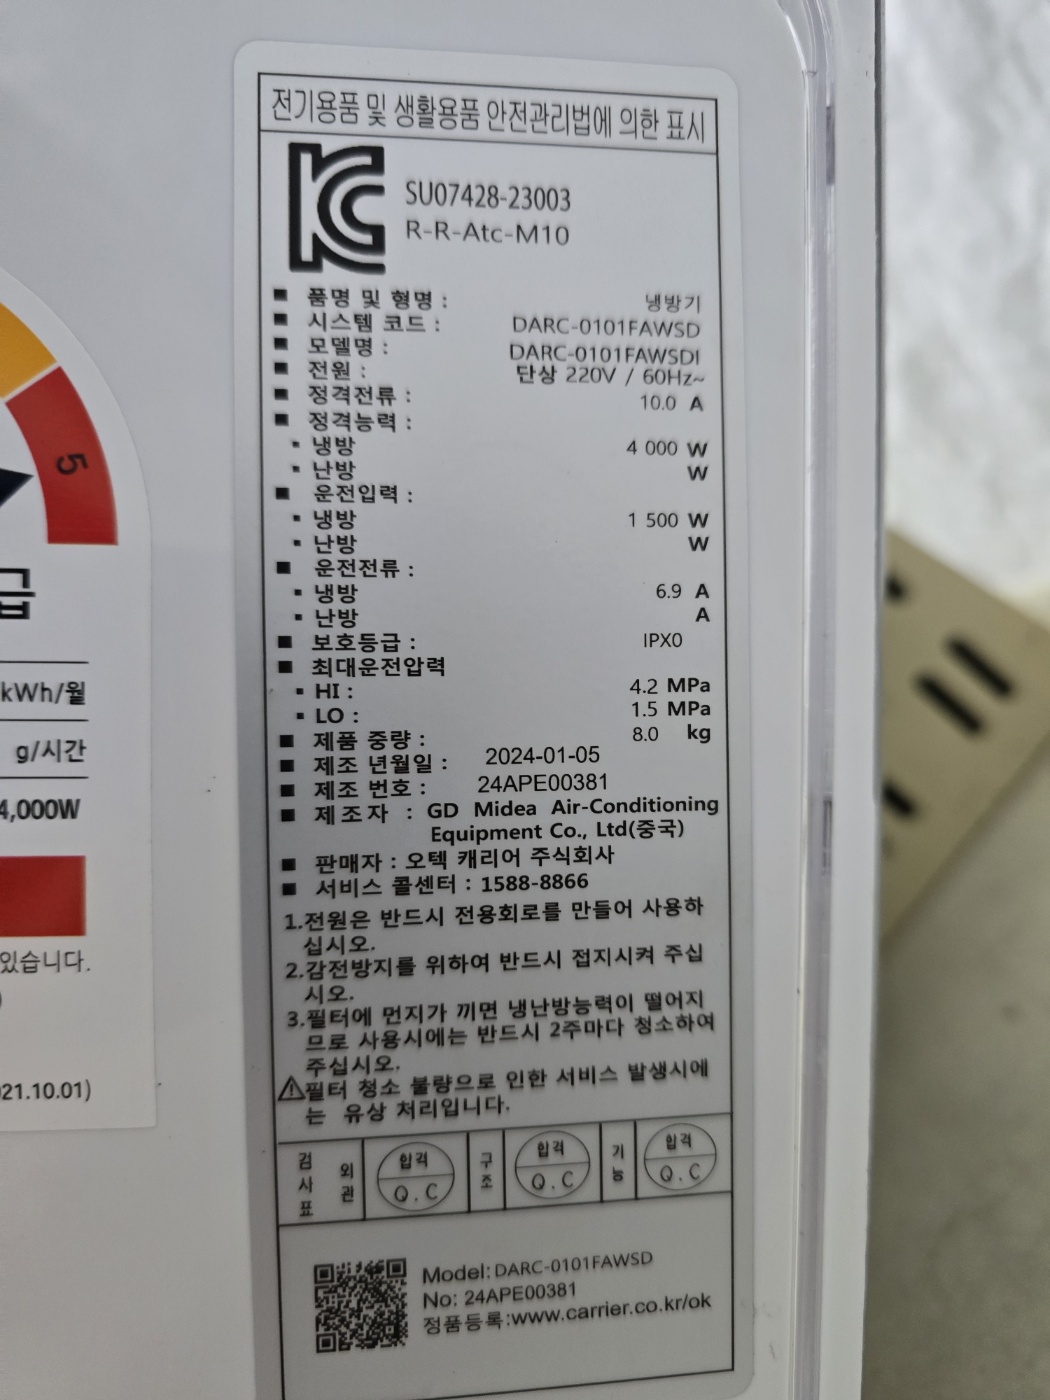 전기용품 및 생활용품 안전관리법에 의한 표시
SU07428-23003
R-R-Atc-M10
■ 품명 및 형명 : 냉방기
■ 시스템 코드 : DARC-0101FAWSD
■ 모델명 : DARC-0101FAWSDI
■ 전원 : 단상 220V / 60Hz~
■ 정격전류 : 10.0 A
■ 정격능력 :
▪ 냉방 4 000 W
▪ 난방 W
■ 운전입력 :
▪ 냉방 1 500 W
▪ 난방 W
■ 운전전류 :
▪ 냉방 6.9 A
▪ 난방 A
■ 보호등급 : IPX0
■ 최대운전압력
▪ HI : 4.2 MPa
▪ LO : 1.5 MPa
■ 제품 중량 : 8.0 kg
■ 제조 년월일 : 2024-01-05
■ 제조 번호 : 24APE00381
■ 제조자 : GD Midea Air-Conditioning
Equipment Co., Ltd(중국)
■ 판매자 : 오텍 캐리어 주식회사
■ 서비스 콜센터 : 1588-8866
1.전원은 반드시 전용회로를 만들어 사용하
십시오.
2.감전방지를 위하여 반드시 접지시켜 주십
시오.
3.필터에 먼지가 끼면 냉난방능력이 떨어지
므로 사용시에는 반드시 2주마다 청소하여
주십시오.
⚠필터 청소 불량으로 인한 서비스 발생시에
는 유상 처리입니다.
검사표 외관 합격 Q.C 구조 합격 Q.C 기능 합격 Q.C
Model: DARC-0101FAWSD
No: 24APE00381
정품등록:www.carrier.co.kr/ok
5
급
kWh/월
g/시간
4,000W
있습니다.
)
21.10.01)